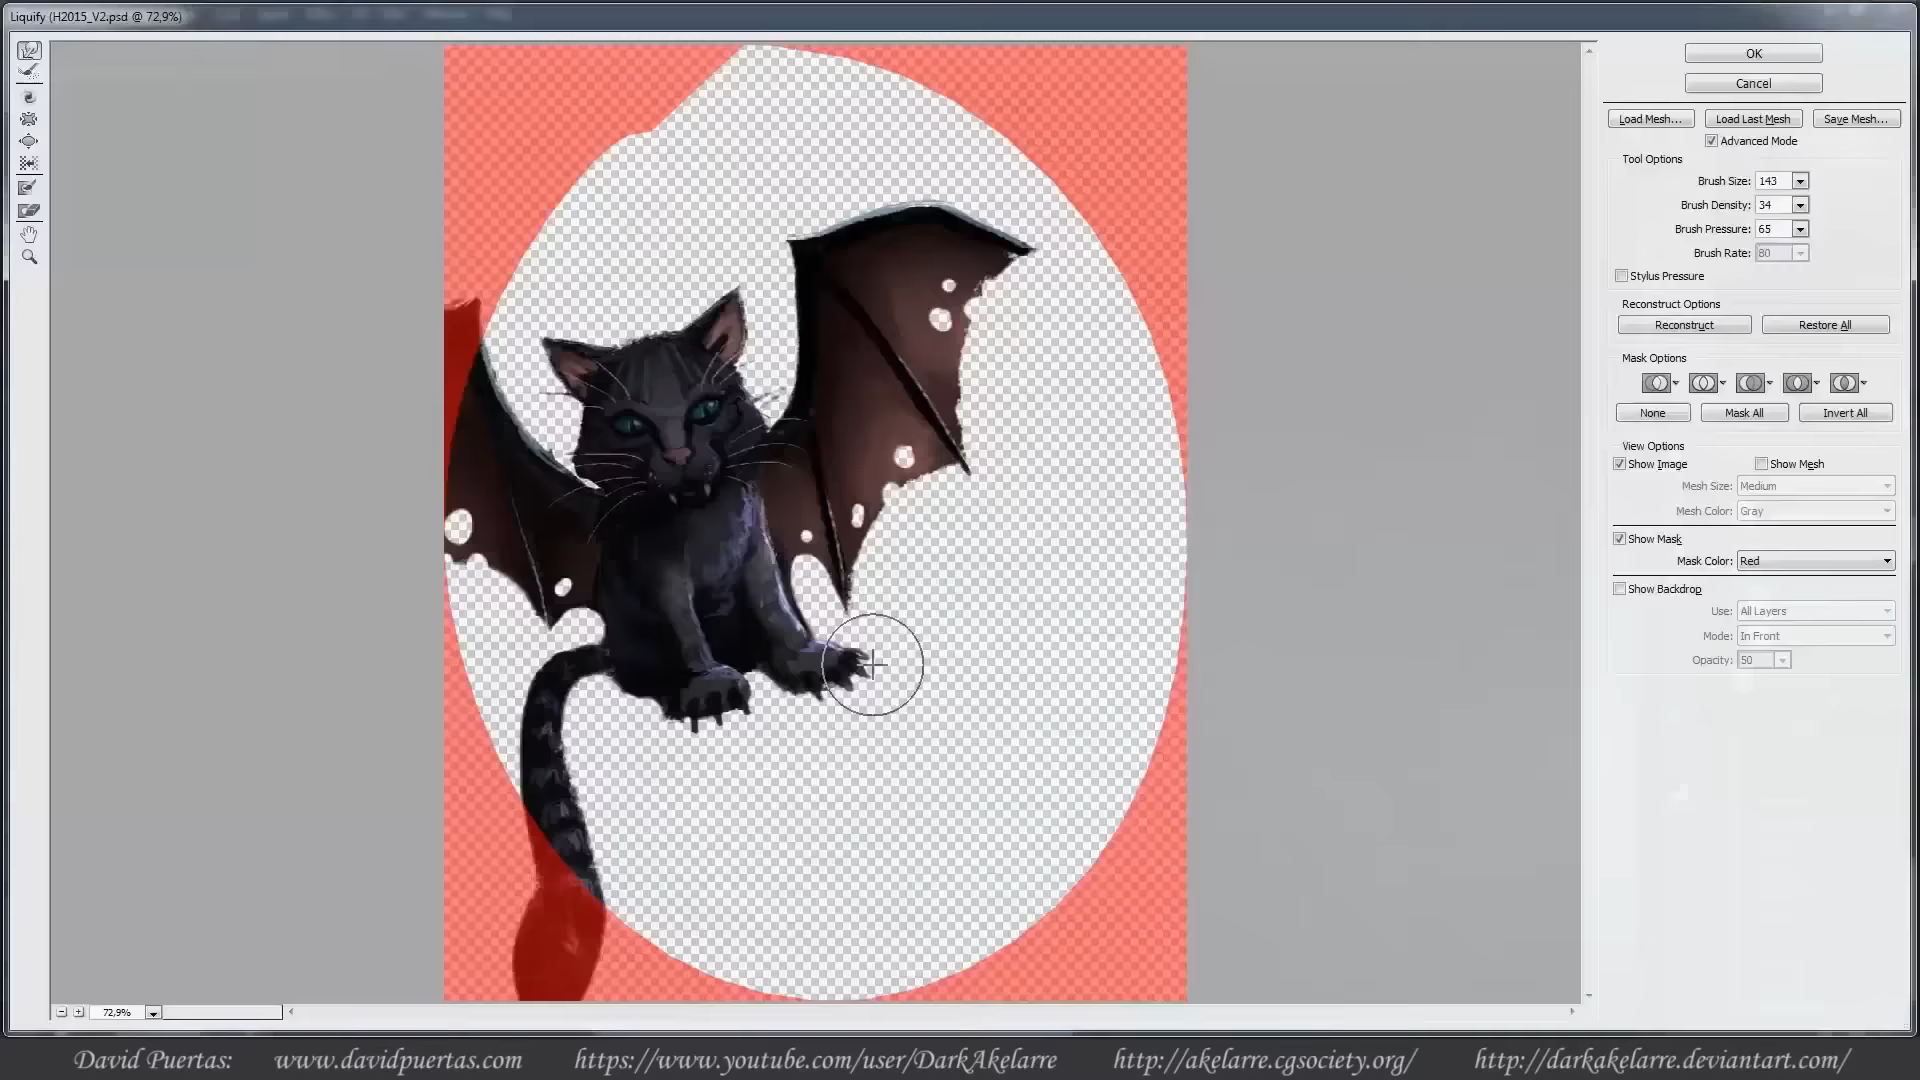 Liquify (H2015_V2.psd @ 72,9%)
OK
Cancel
Load Mesh... Load Last Mesh Save Mesh...
Advanced Mode
Tool Options
Brush Size: 143
Brush Density: 34
Brush Pressure: 65
Brush Rate: 80
Stylus Pressure
Reconstruct Options
Reconstruct Restore All
Mask Options
None Mask All Invert All
View Options
Show Image Show Mesh
Mesh Size: Medium
Mesh Color: Gray
Show Mask
Mask Color: Red
Show Backdrop
Use: All Layers
Mode: In Front
Opacity: 50
72,9%
David Puertas: www.davidpuertas.com https://www.youtube.com/user/DarkAkelarre http://akelarre.cgsociety.org/ http://darkakelarre.deviantart.com/